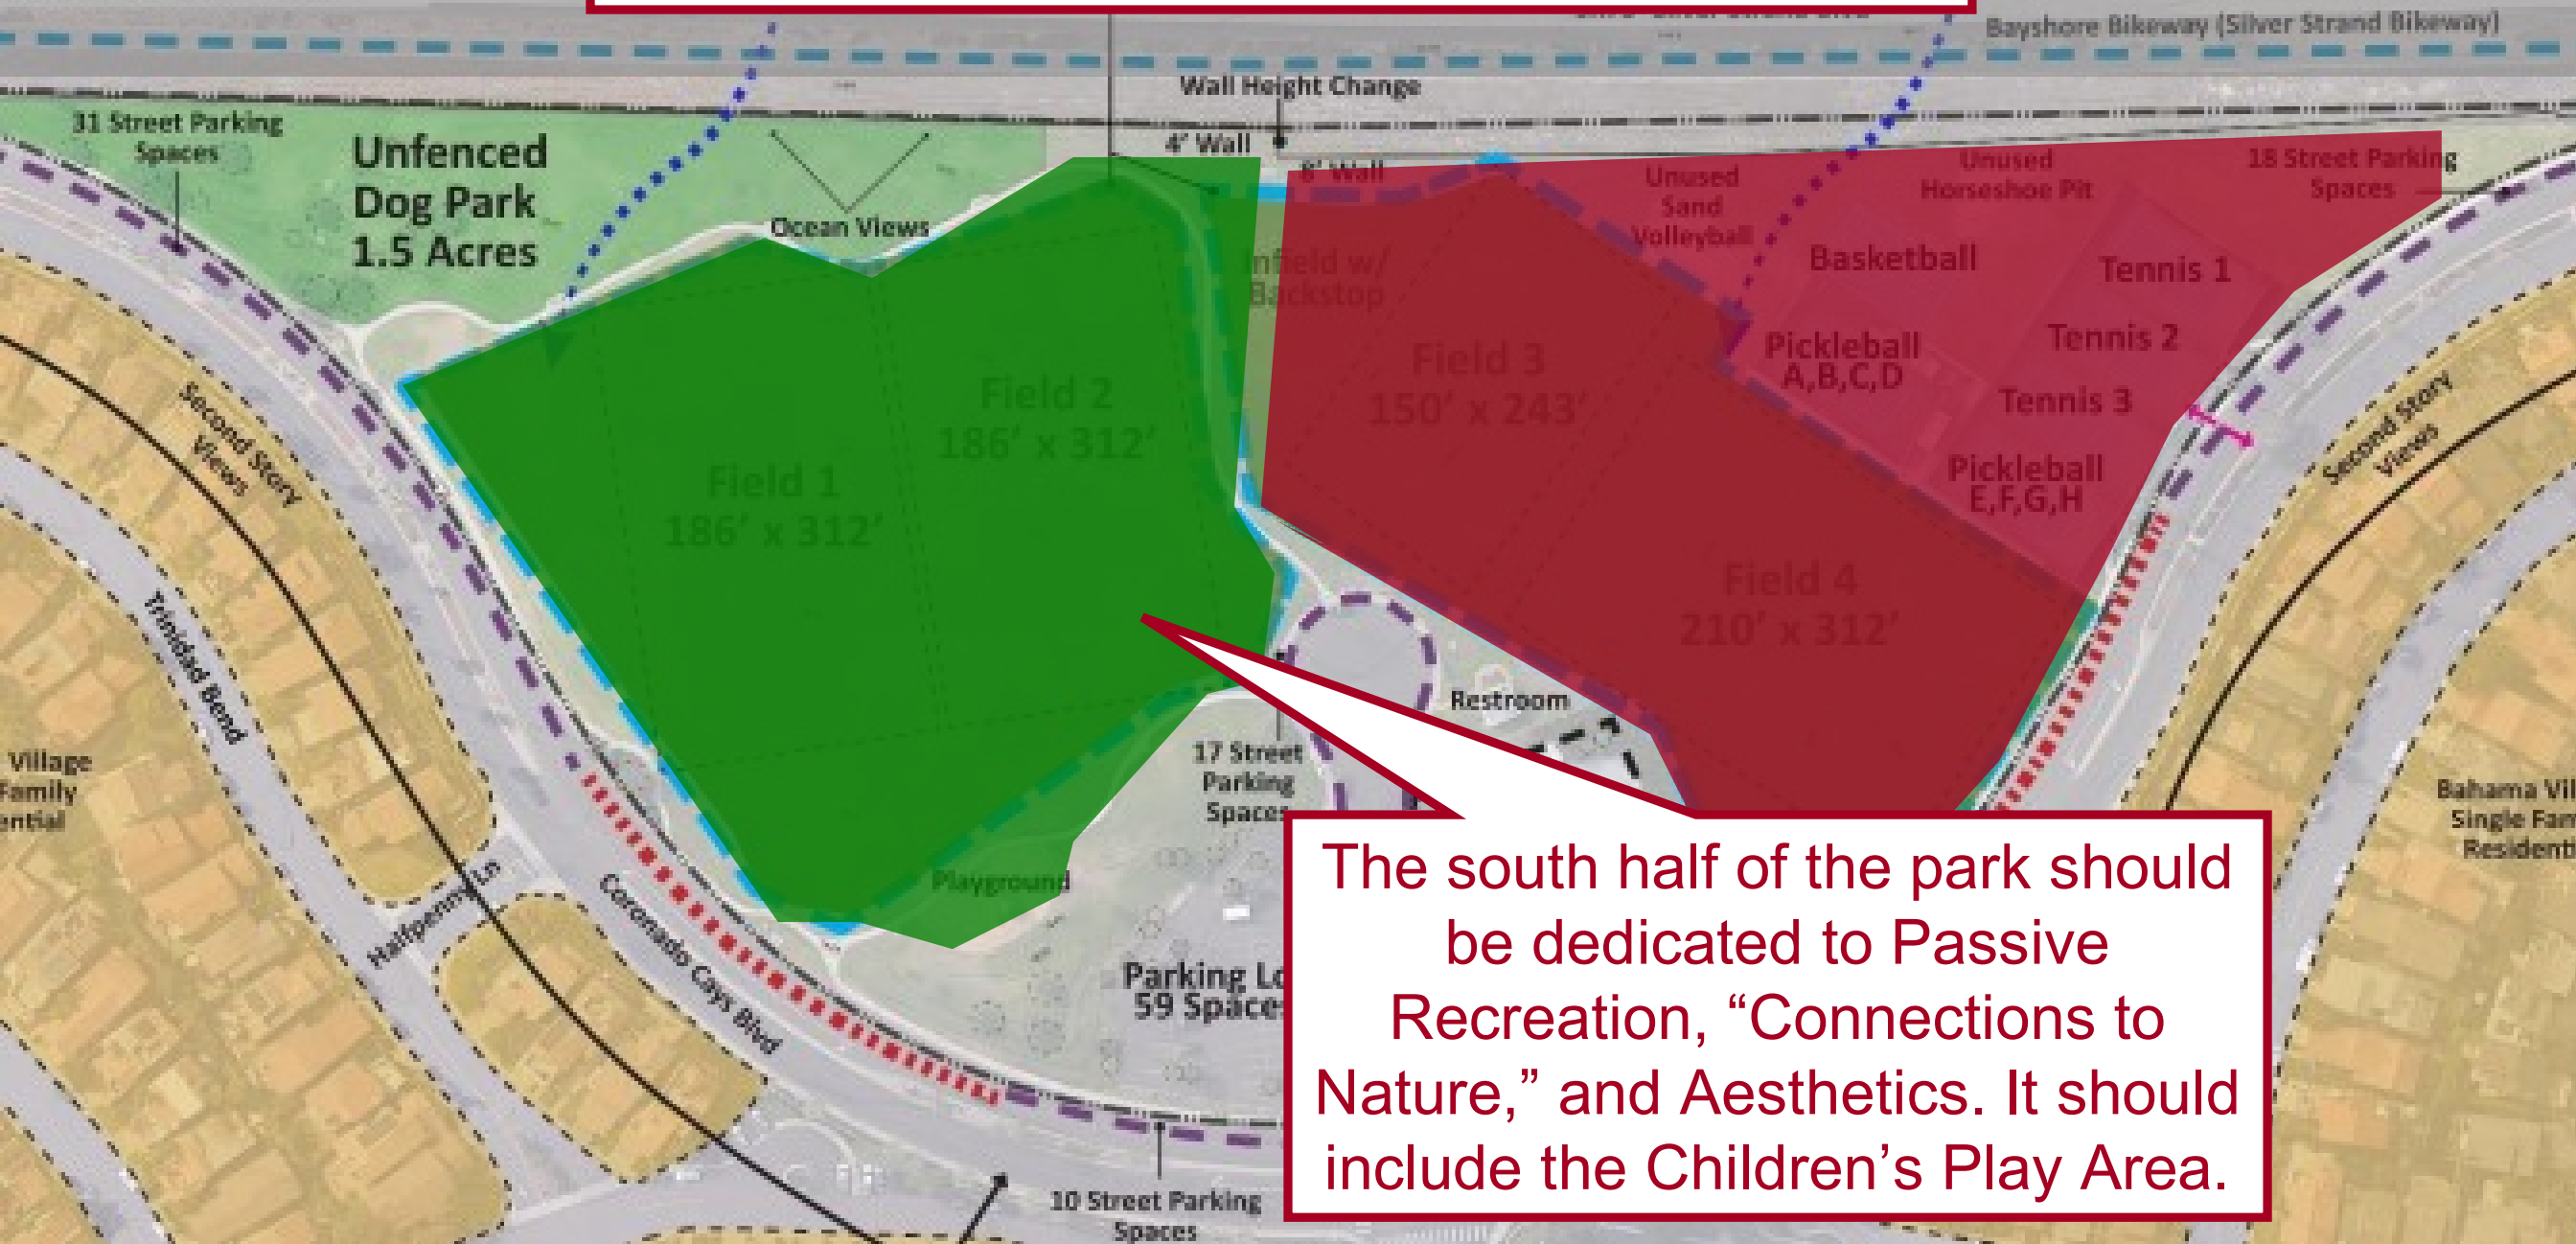 Bayshore Bikeway (Silver Strand Bikeway)
Wall Height Change
31 Street Parking
Spaces
Unfenced
Dog Park
1.5 Acres
4' Wall
8' Wall
Ocean Views
Unused
Sand
Volleyball
Unused
Horseshoe Pit
18 Street Parking
Spaces
Infield w/
Backstop
Basketball
Tennis 1
Tennis 2
Tennis 3
Pickleball
A,B,C,D
Pickleball
E,F,G,H
Field 1
186' x 312'
Field 2
186' x 312'
Field 3
150' x 243'
Field 4
210' x 312'
Second Story
Views
Second Story
Views
Trinidad Bend
Village
Family
ential
Halfpenny Ln
Coronado Cays Blvd
Restroom
17 Street
Parking
Spaces
Playground
Parking Lo
59 Space
10 Street Parking
Spaces
Bahama Vil
Single Fam
Residenti
The south half of the park should
be dedicated to Passive
Recreation, “Connections to
Nature,” and Aesthetics. It should
include the Children’s Play Area.